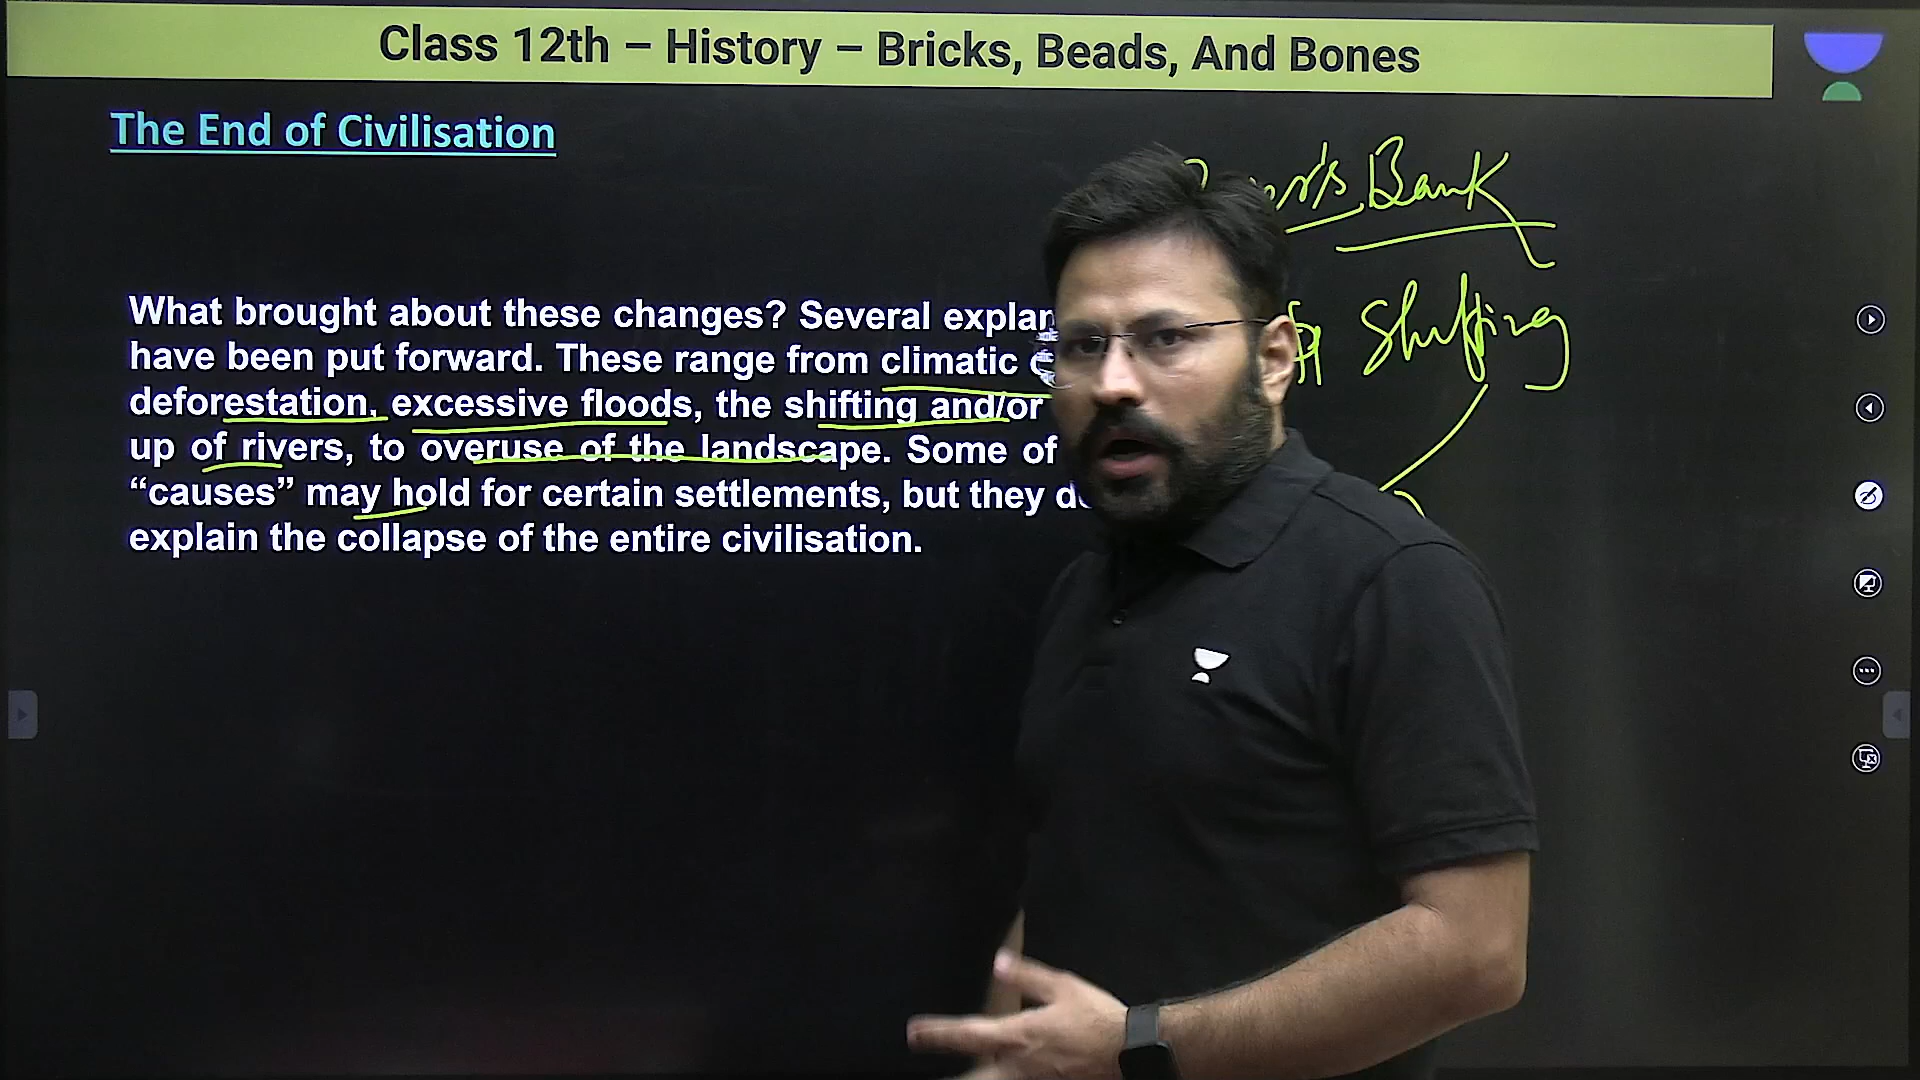 Class 12th – History – Bricks, Beads, And Bones
The End of Civilisation
Bank
Shifting
What brought about these changes? Several explan
have been put forward. These range from climatic
deforestation, excessive floods, the shifting and/or
up of rivers, to overuse of the landscape. Some of
“causes” may hold for certain settlements, but they do
explain the collapse of the entire civilisation.